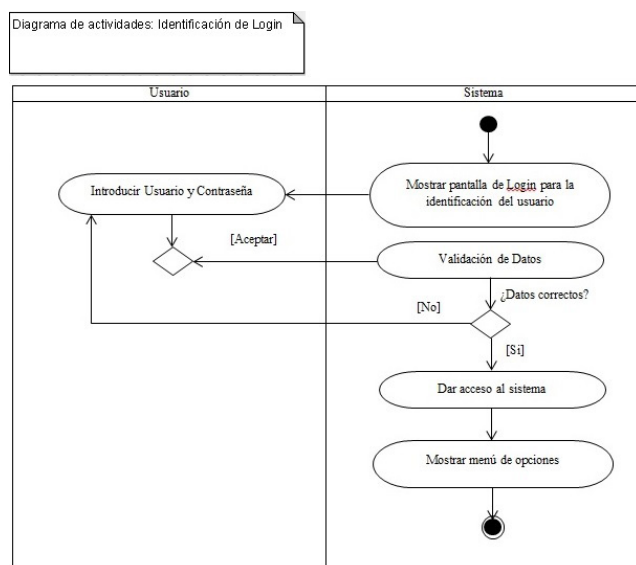 Diagrama de actividades: Identificación de Login
Usuario
Sistema
Mostrar pantalla de Login para la
identificación del usuario
Introducir Usuario y Contraseña
[Aceptar]
Validación de Datos
¿Datos correctos?
[No]
[Si]
Dar acceso al sistema
Mostrar menú de opciones